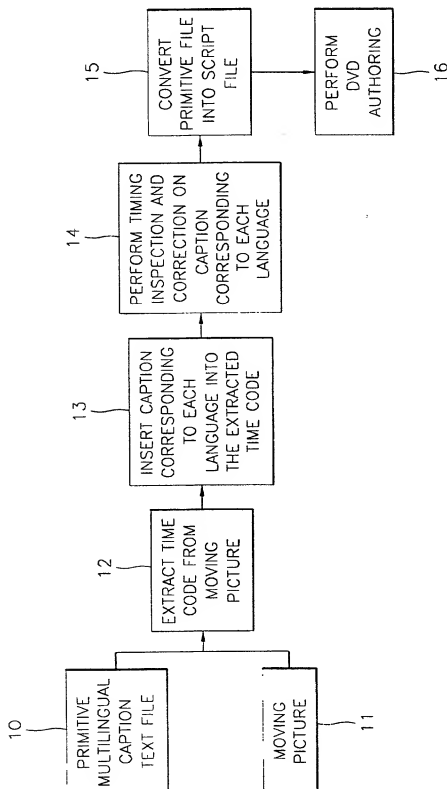 10
PRIMITIVE
MULTILINGUAL
CAPTION
TEXT FILE
11
MOVING
PICTURE
12
EXTRACT TIME
CODE FROM
MOVING
PICTURE
13
INSERT CAPTION
CORRESPONDING
TO EACH
LANGUAGE INTO
THE EXTRACTED
TIME CODE
14
PERFORM TIMING
INSPECTION AND
CORRECTION ON
CAPTION
CORRESPONDING
TO EACH
LANGUAGE
15
CONVERT
PRIMITIVE FILE
INTO SCRIPT
FILE
16
PERFORM
DVD
AUTHORING